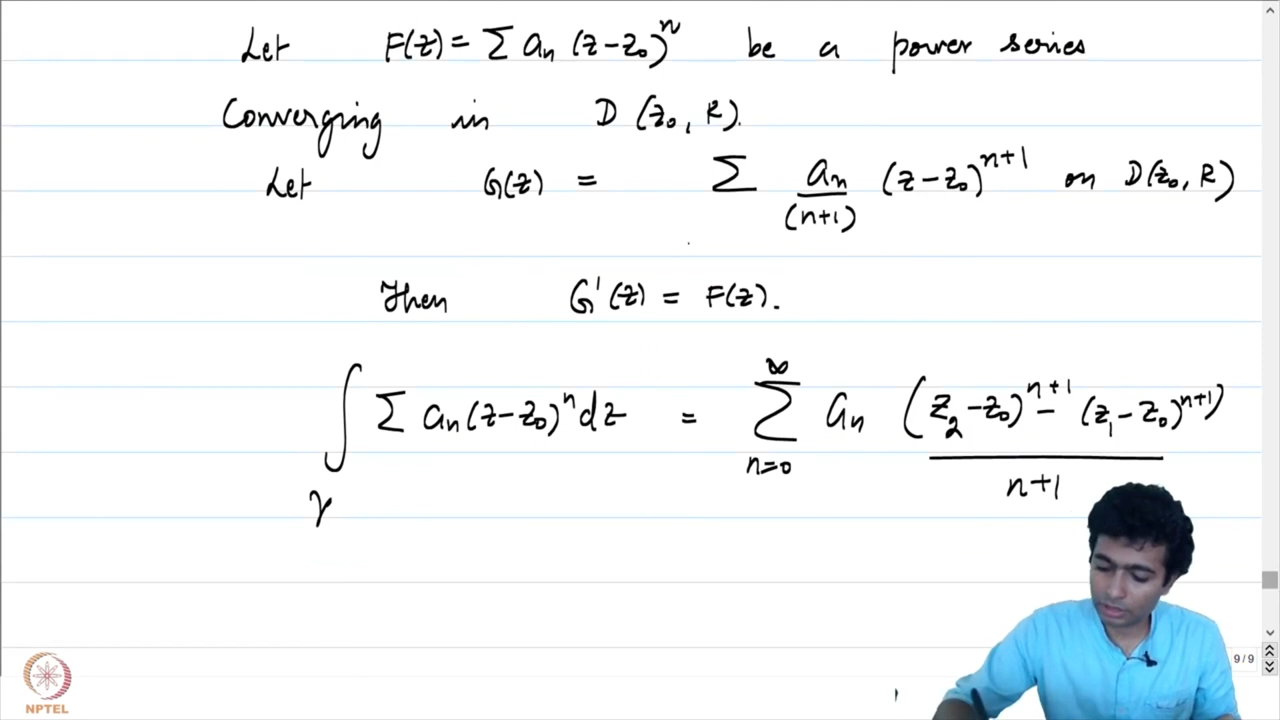 Let F(z) = Σ aₙ (z-z₀)ⁿ be a power series
Converging in D (z₀, R).
Let G(z) = Σ aₙ/(n+1) (z-z₀)ⁿ⁺¹ on D(z₀, R)
Then G'(z) = F(z).
∫_γ Σ aₙ (z-z₀)ⁿ dz = Σ_{n=0}^{∞} aₙ ((z₂-z₀)ⁿ⁺¹ - (z₁-z₀)ⁿ⁺¹)/n+1
9 / 9
NPTEL